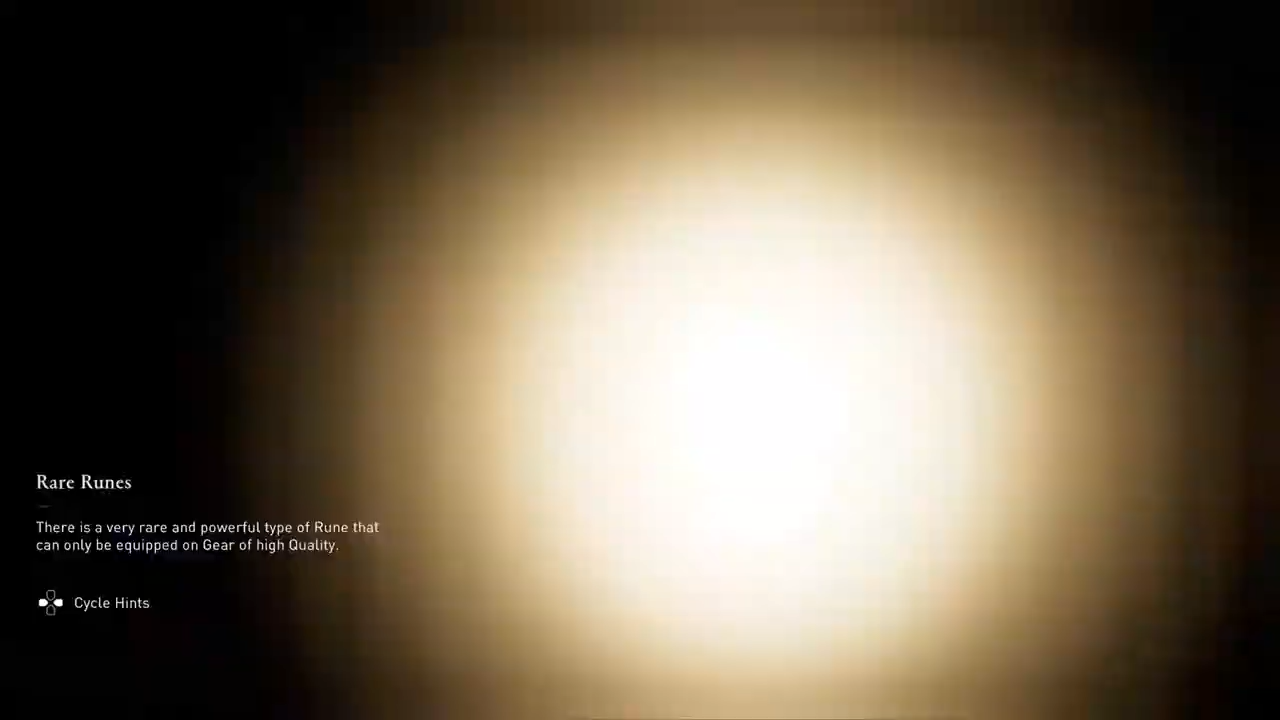 Rare Runes
There is a very rare and powerful type of Rune that
can only be equipped on Gear of high Quality.
Cycle Hints